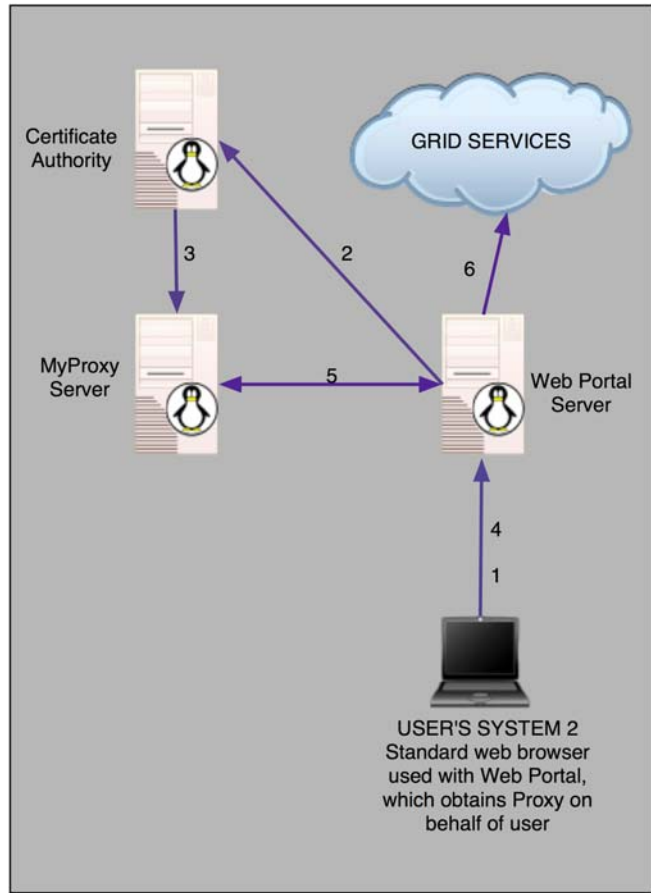 Certificate
Authority
GRID SERVICES
2
3
6
MyProxy
Server
5
Web Portal
Server
4
1
USER'S SYSTEM 2
Standard web browser
used with Web Portal,
which obtains Proxy on
behalf of user